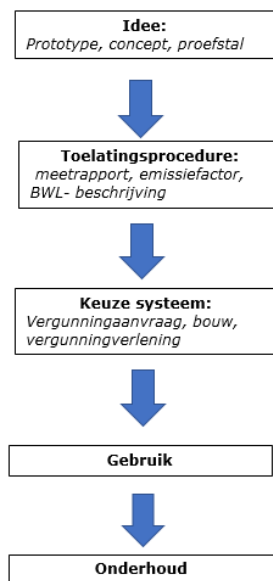 Idee:
Prototype, concept, proefstal
Toelatingsprocedure:
meetrapport, emissiefactor,
BWL- beschrijving
Keuze systeem:
Vergunningaanvraag, bouw,
vergunningverlening
Gebruik
Onderhoud